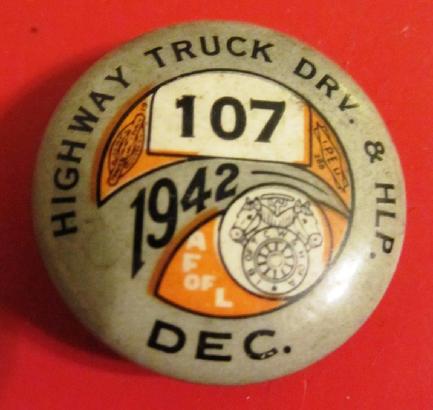 HIGHWAY TRUCK DRV. & HLP.
107
1942
A
F
OF
L
DEC.